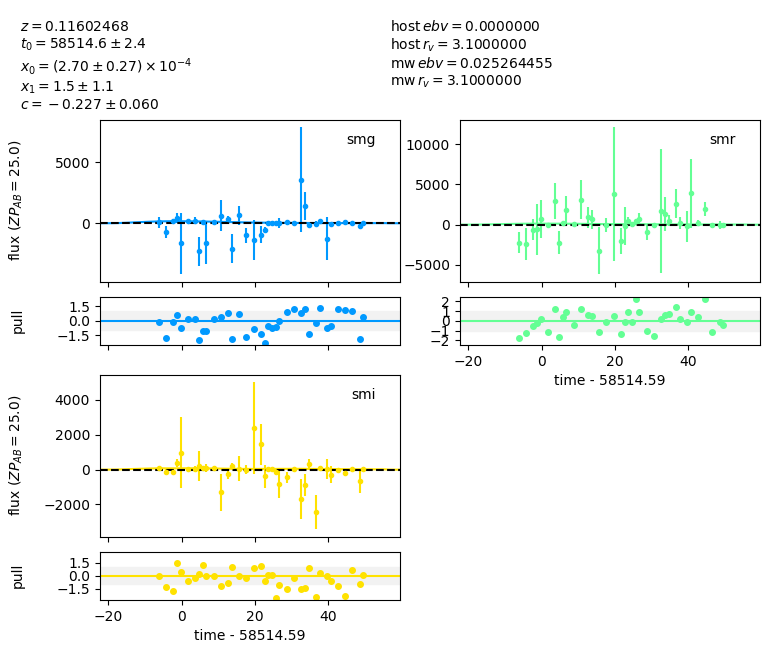 z = 0.11602468
t₀ = 58514.6 ± 2.4
x₀ = (2.70 ± 0.27) × 10⁻⁴
x₁ = 1.5 ± 1.1
c = −0.227 ± 0.060
host ebv = 0.0000000
host r_v = 3.1000000
mw ebv = 0.025264455
mw r_v = 3.1000000
smg
5000
0
flux (ZP_AB = 25.0)
smr
10000
5000
0
−5000
1.5
0.0
−1.5
pull
2
1
0
−1
−2
−20 0 20 40
time - 58514.59
smi
4000
2000
0
−2000
flux (ZP_AB = 25.0)
1.5
0.0
−1.5
pull
−20 0 20 40
time - 58514.59